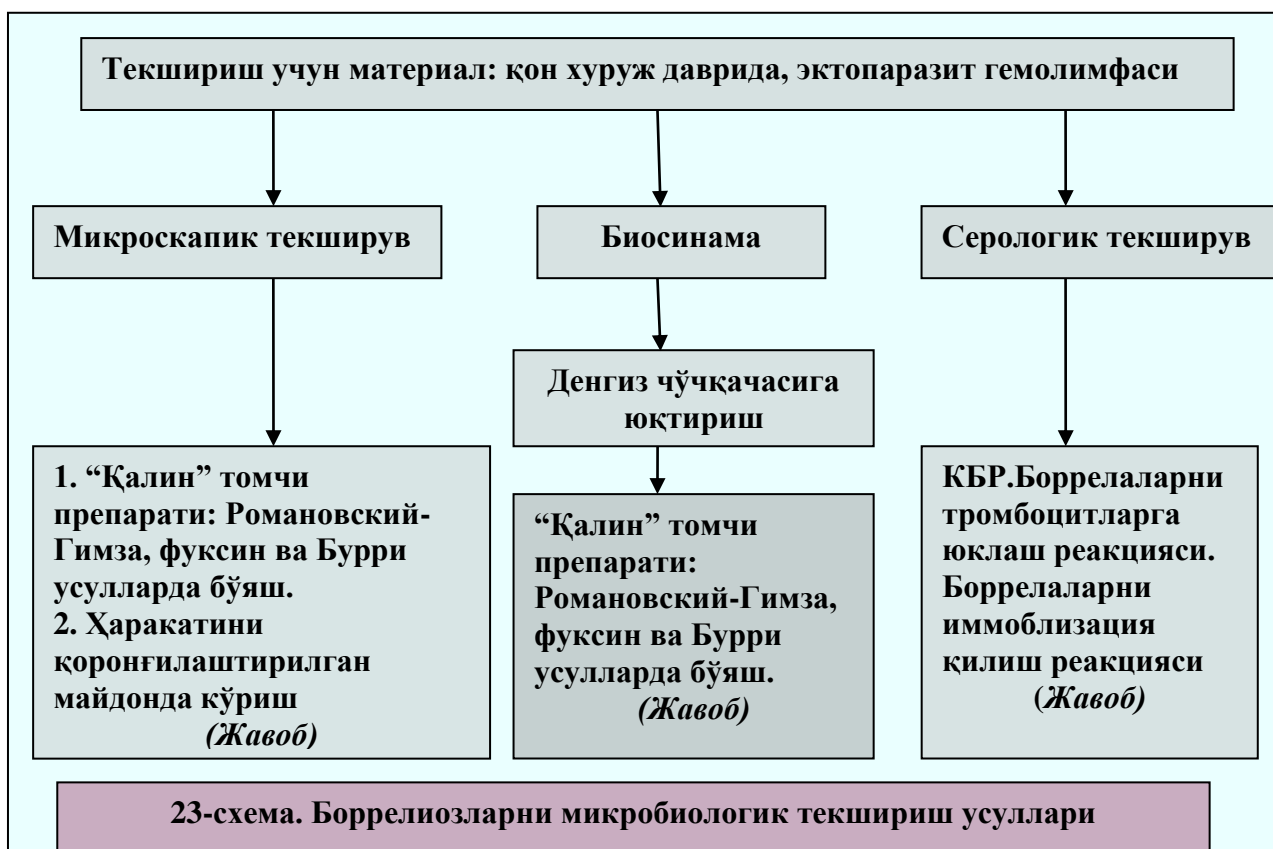 Текшириш учун материал: қон хуруж даврида, эктопаразит гемолимфаси
Микроскапик текширув
Биосинама
Серологик текширув
Денгиз чўчқачасига
юқтириш
1. “Қалин” томчи
препарати: Романовский-
Гимза, фуксин ва Бурри
усулларда бўяш.
2. Ҳаракатини
қоронғилаштирилган
майдонда кўриш
(Жавоб)
“Қалин” томчи
препарати:
Романовский-Гимза,
фуксин ва Бурри
усулларда бўяш.
(Жавоб)
КБР.Боррелаларни
тромбоцитларга
юклаш реакцияси.
Боррелаларни
иммоблизация
қилиш реакцияси
(Жавоб)
23-схема. Боррелиозларни микробиологик текшириш усуллари